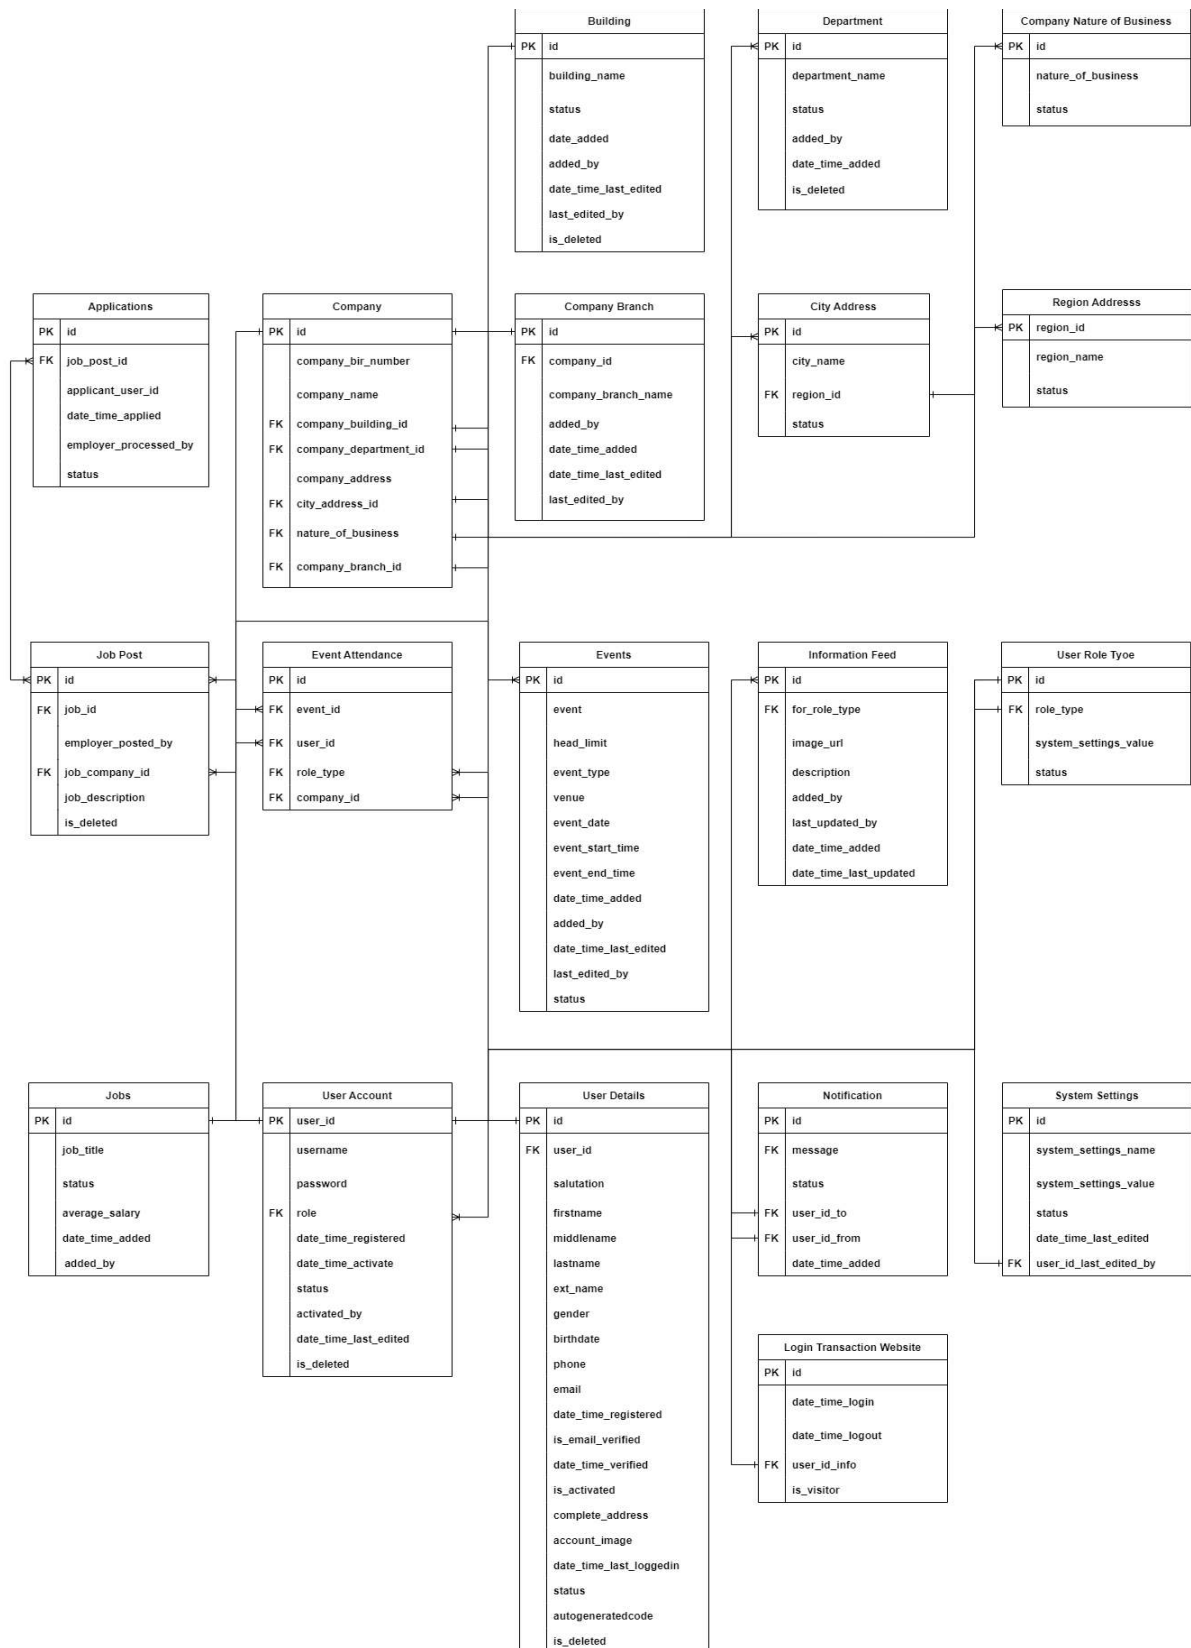 Building
PK id
building_name
status
date_added
added_by
date_time_last_edited
last_edited_by
is_deleted
Department
PK id
department_name
status
added_by
date_time_added
is_deleted
Company Nature of Business
PK id
nature_of_business
status
Applications
PK id
FK job_post_id
applicant_user_id
date_time_applied
employer_processed_by
status
Company
PK id
company_bir_number
company_name
FK company_building_id
FK company_department_id
company_address
FK city_address_id
FK nature_of_business
FK company_branch_id
Company Branch
PK id
FK company_id
company_branch_name
added_by
date_time_added
date_time_last_edited
last_edited_by
City Address
PK id
city_name
FK region_id
status
Region Addresss
PK region_id
region_name
status
Job Post
PK id
FK job_id
employer_posted_by
FK job_company_id
job_description
is_deleted
Event Attendance
PK id
FK event_id
FK user_id
FK role_type
FK company_id
Events
PK id
event
head_limit
event_type
venue
event_date
event_start_time
event_end_time
date_time_added
added_by
date_time_last_edited
last_edited_by
status
Information Feed
PK id
FK for_role_type
image_url
description
added_by
last_updated_by
date_time_added
date_time_last_updated
User Role Tyoe
PK id
FK role_type
system_settings_value
status
Jobs
PK id
job_title
status
average_salary
date_time_added
added_by
User Account
PK user_id
username
password
FK role
date_time_registered
date_time_activate
status
activated_by
date_time_last_edited
is_deleted
User Details
PK id
FK user_id
salutation
firstname
middlename
lastname
ext_name
gender
birthdate
phone
email
date_time_registered
is_email_verified
date_time_verified
is_activated
complete_address
account_image
date_time_last_loggedin
status
autogeneratedcode
is_deleted
Notification
PK id
FK message
status
FK user_id_to
FK user_id_from
date_time_added
System Settings
PK id
system_settings_name
system_settings_value
status
date_time_last_edited
FK user_id_last_edited_by
Login Transaction Website
PK id
date_time_login
date_time_logout
FK user_id_info
is_visitor